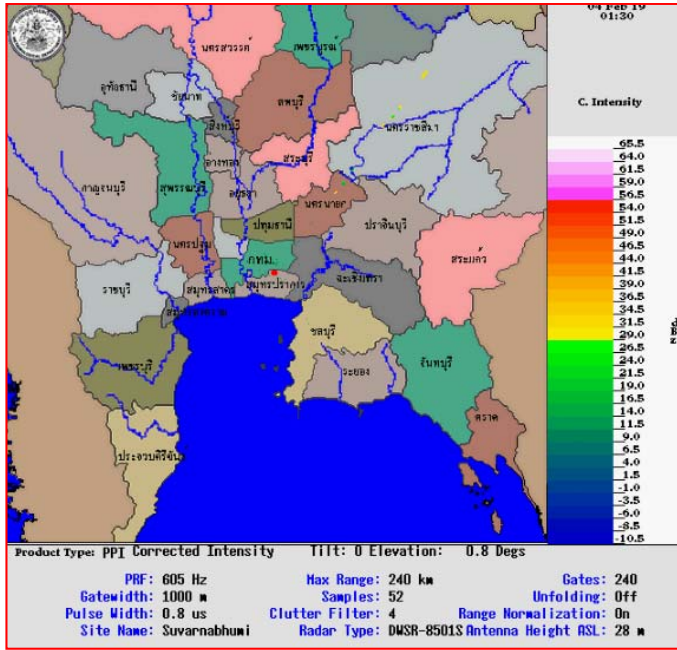 04 Feb 19
01:30
C. Intensity
นครสวรรค์
เพชรบูรณ์
อุทัยธานี
ชัยนาท
ลพบุรี
สิงหบุรี
นครราชสีมา
อ่างทอง
สระบุรี
กาญจนบุรี
สุพรรณบุรี
อยุธยา
นครนายก
ปทุมธานี
ปราจีนบุรี
นครปฐม
กทม.
สระแก้ว
ราชบุรี
สมุทรสาคร
สมุทรปราการ
ฉะเชิงเทรา
ชลบุรี
เพชรบุรี
ระยอง
จันทบุรี
ตราด
ประจวบคีรีขันธ์
65.5
64.0
61.5
59.0
56.5
54.0
51.5
49.0
46.5
44.0
41.5
39.0
36.5
34.0
31.5
29.0
26.5
24.0
21.5
19.0
16.5
14.0
11.5
9.0
6.5
4.0
1.5
-1.0
-3.5
-6.0
-8.5
-10.5
Product Type: PPI Corrected Intensity Tilt: 0 Elevation: 0.8 Degs
PRF: 605 Hz Max Range: 240 km Gates: 240
Gatewidth: 1000 m Samples: 52 Unfolding: Off
Pulse Width: 0.8 us Clutter Filter: 4 Range Normalization: On
Site Name: Suvarnabhumi Radar Type: DWSR-8501S Antenna Height ASL: 28 m